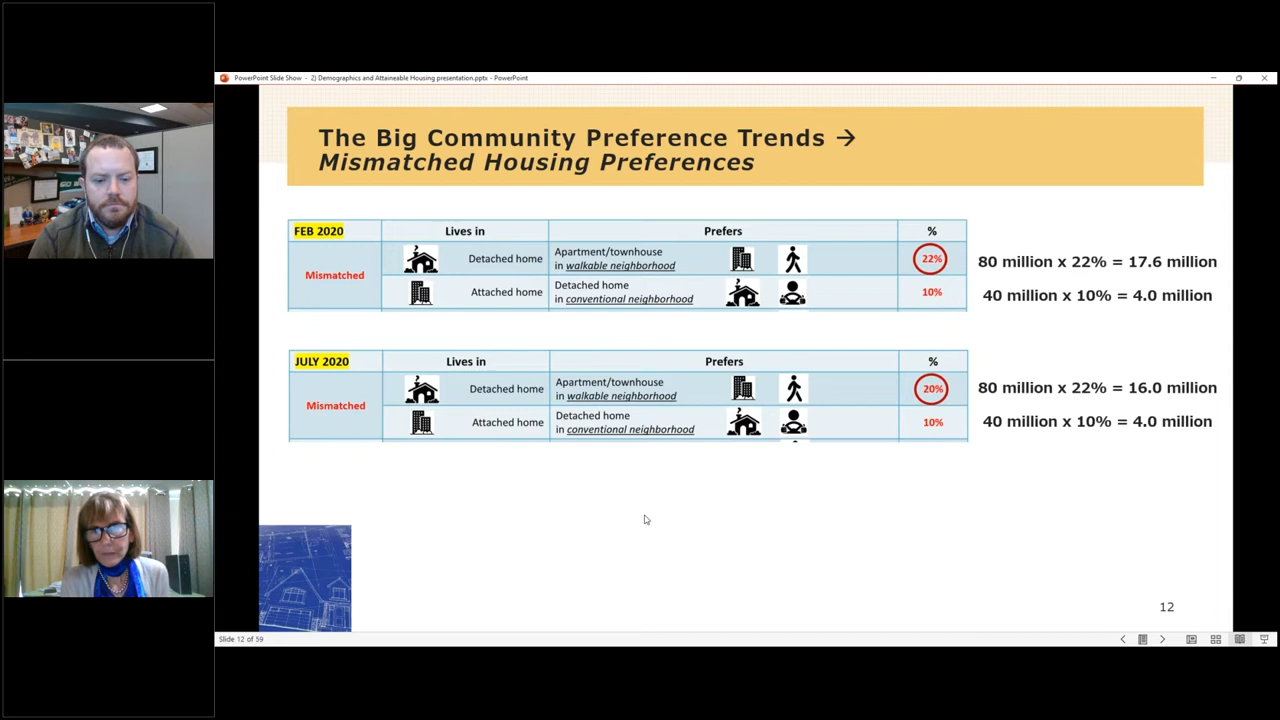 PowerPoint Slide Show - 2) Demographics and Attaineable Housing presentation.pptx - PowerPoint
The Big Community Preference Trends →
Mismatched Housing Preferences
FEB 2020 Lives in Prefers %
Mismatched
Detached home Apartment/townhouse
in walkable neighborhood 22%
Attached home Detached home
in conventional neighborhood 10%
80 million x 22% = 17.6 million
40 million x 10% = 4.0 million
JULY 2020 Lives in Prefers %
Mismatched
Detached home Apartment/townhouse
in walkable neighborhood 20%
Attached home Detached home
in conventional neighborhood 10%
80 million x 22% = 16.0 million
40 million x 10% = 4.0 million
12
Slide 12 of 59